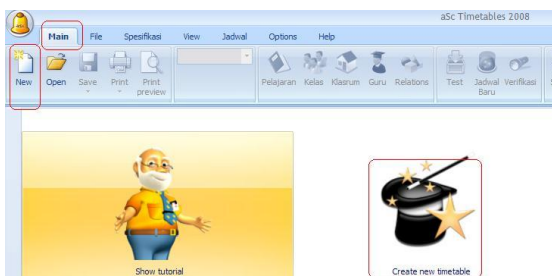 aSc Timetables 2008
Main File Spesifikasi View Jadwal Options Help
New Open Save Print Print preview Pelajaran Kelas Klasrum Guru Relations Test Jadwal Baru Verifikasi
Show tutorial Create new timetable